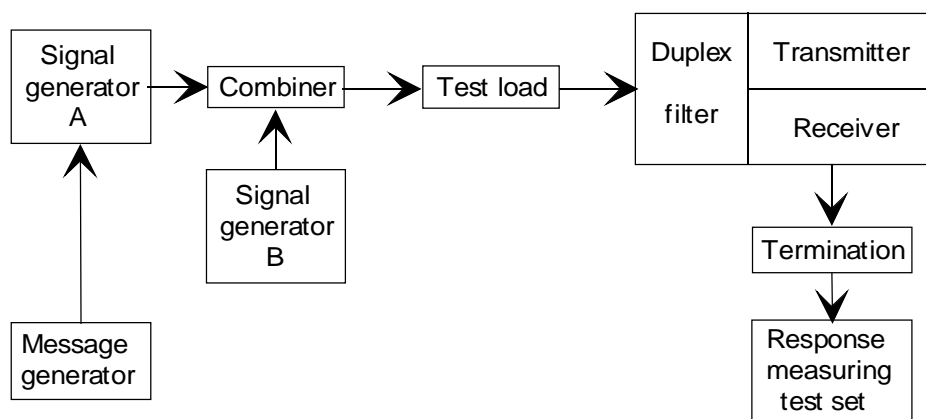 Signal
generator
A
Combiner
Test load
Duplex
filter
Transmitter
Receiver
Signal
generator
B
Termination
Message
generator
Response
measuring
test set